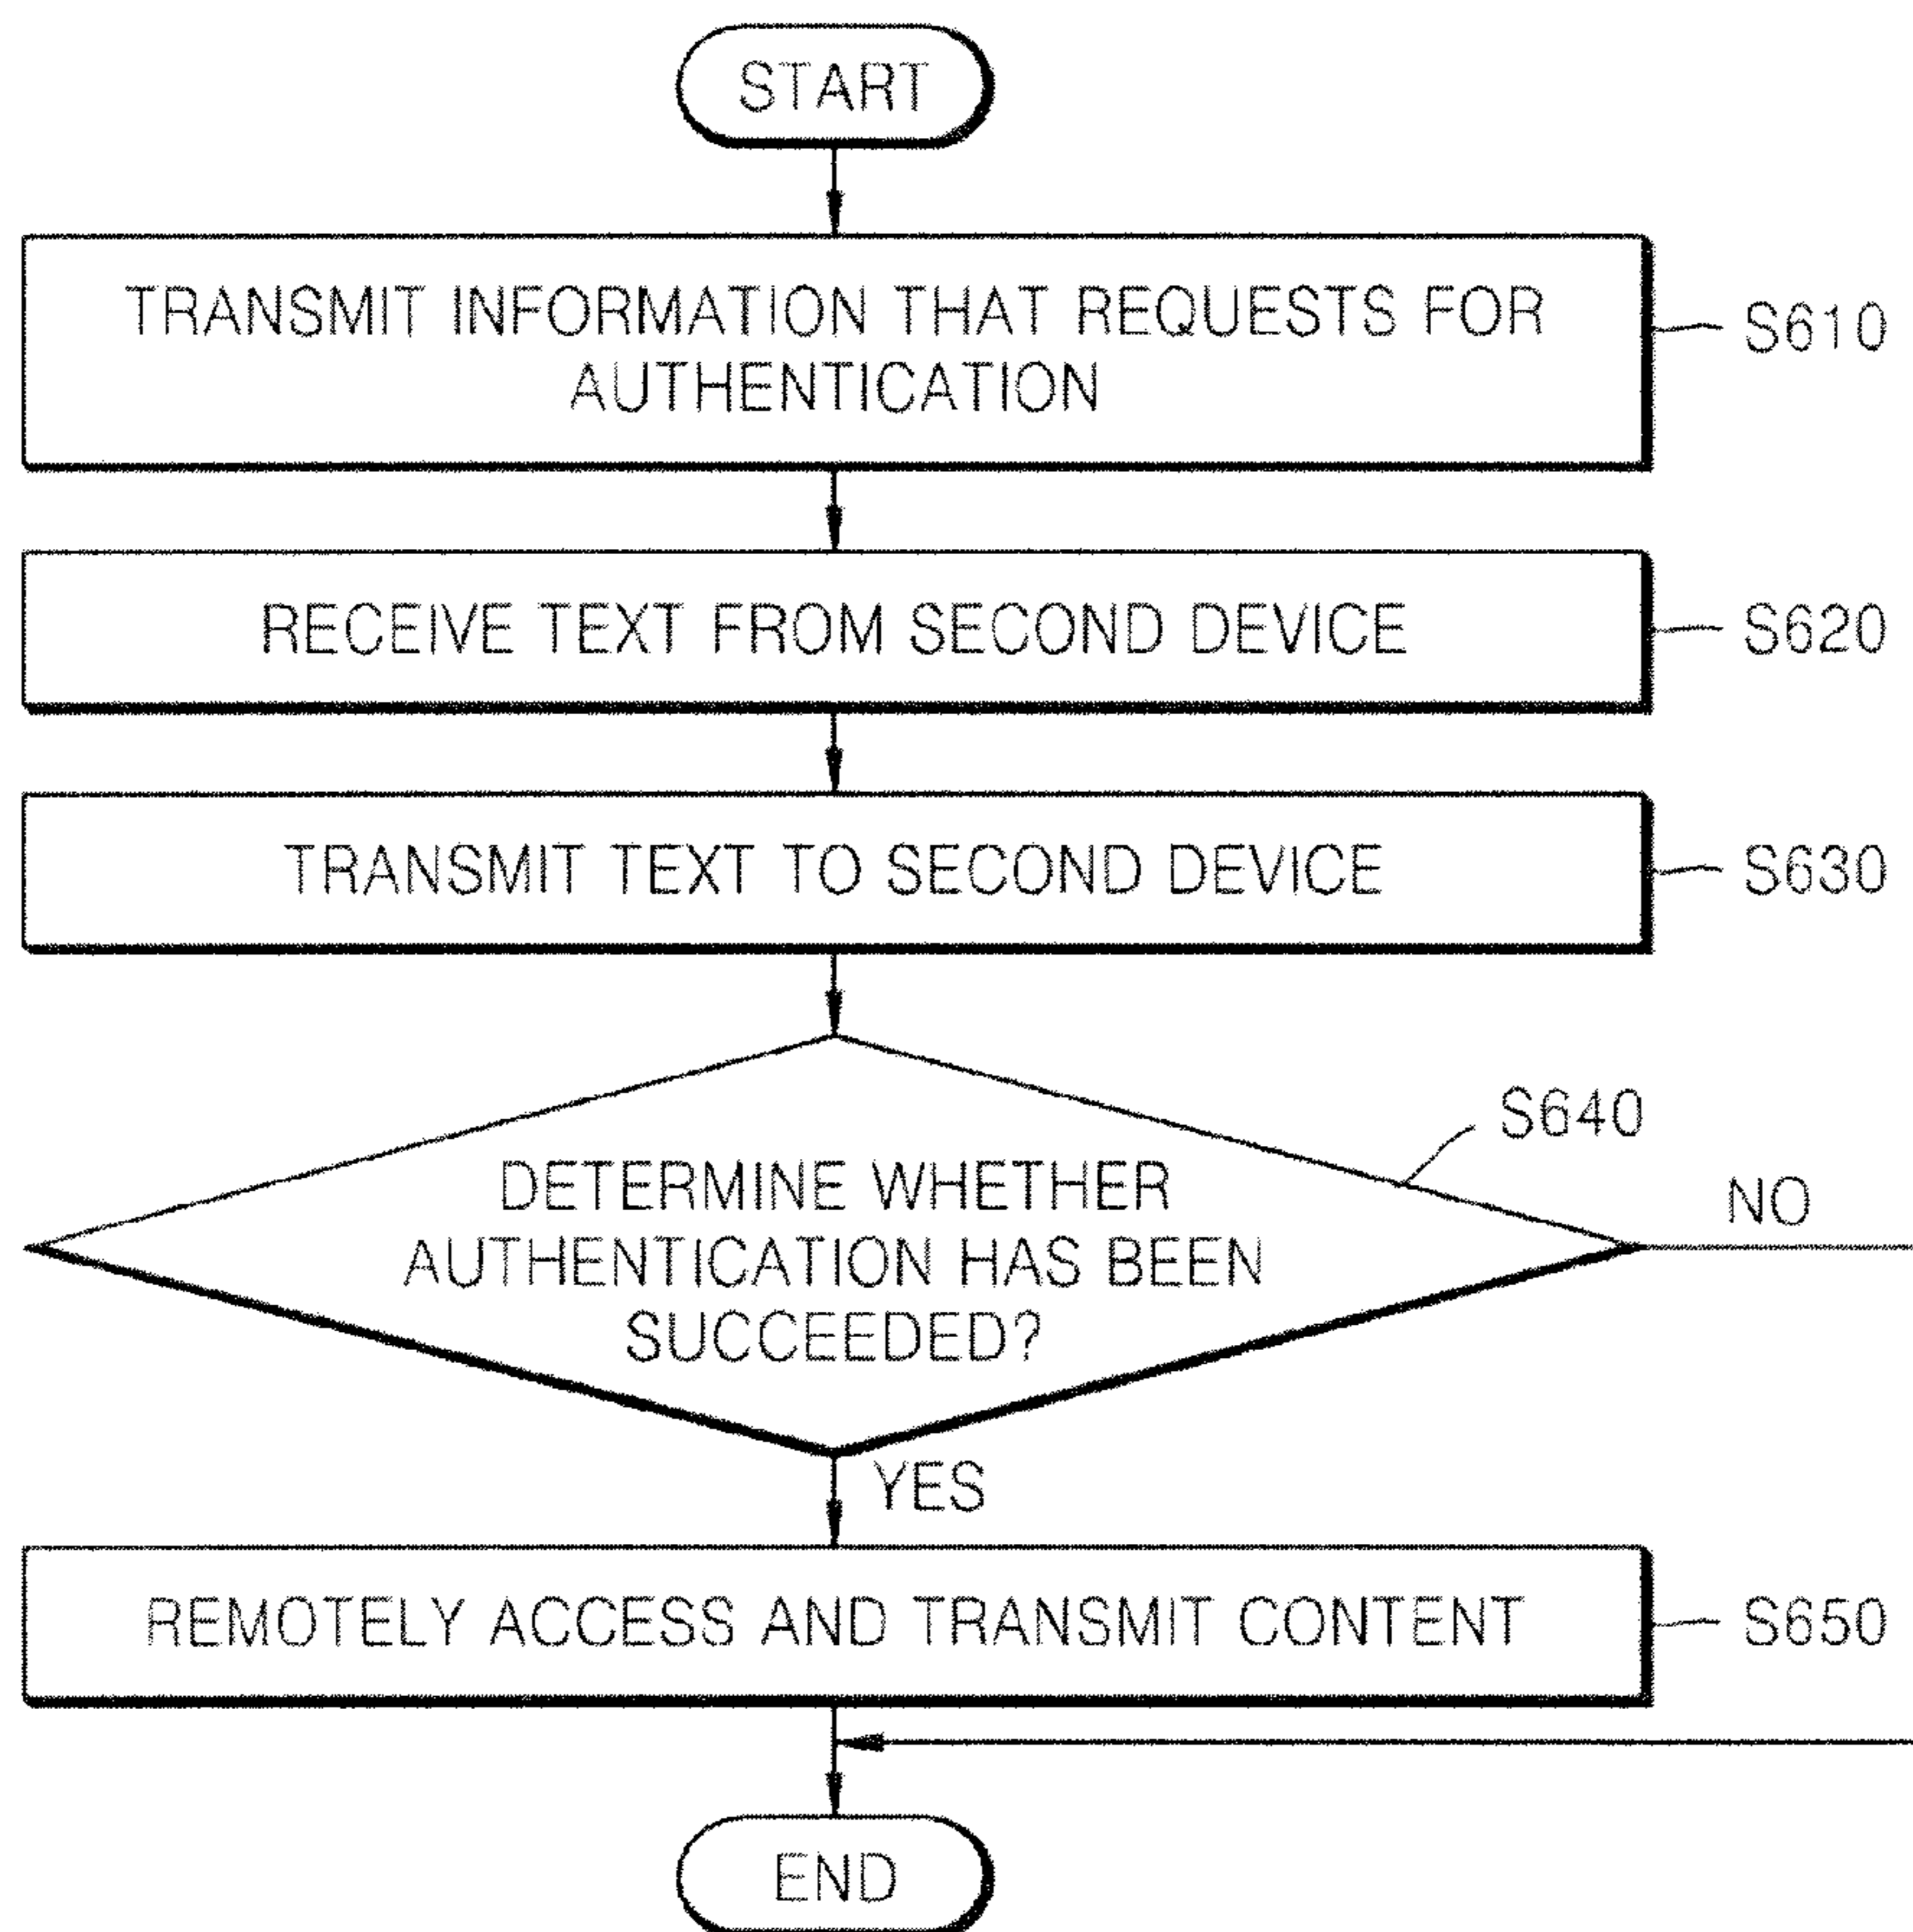 START
TRANSMIT INFORMATION THAT REQUESTS FOR
AUTHENTICATION
S610
RECEIVE TEXT FROM SECOND DEVICE
S620
TRANSMIT TEXT TO SECOND DEVICE
S630
S640
DETERMINE WHETHER
AUTHENTICATION HAS BEEN
SUCCEEDED?
NO
YES
REMOTELY ACCESS AND TRANSMIT CONTENT
S650
END